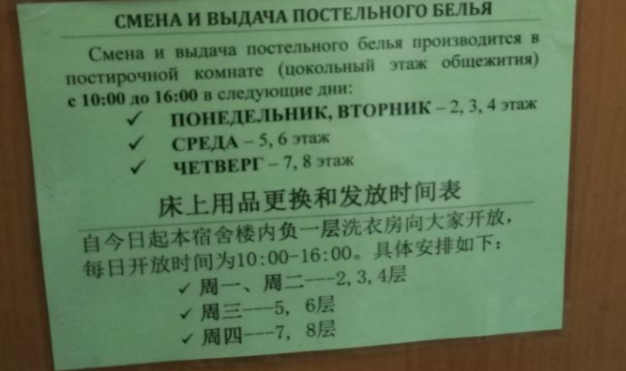 СМЕНА И ВЫДАЧА ПОСТЕЛЬНОГО БЕЛЬЯ
Смена и выдача постельного белья производится в
постирочной комнате (цокольный этаж общежития)
с 10:00 до 16:00 в следующие дни:
✓ ПОНЕДЕЛЬНИК, ВТОРНИК – 2, 3, 4 этаж
✓ СРЕДА – 5, 6 этаж
✓ ЧЕТВЕРГ – 7, 8 этаж
床上用品更换和发放时间表
自今日起本宿舍楼内负一层洗衣房向大家开放，
每日开放时间为10:00-16:00。具体安排如下：
✓ 周一、周二---2, 3, 4层
✓ 周三---5, 6层
✓ 周四---7, 8层